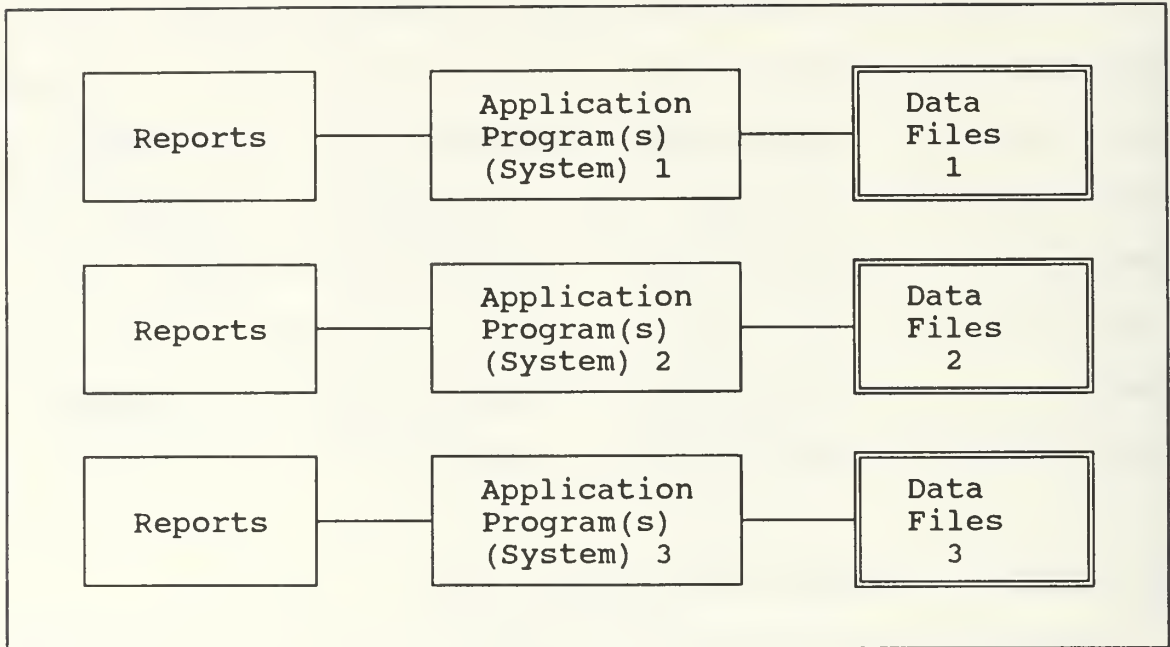 Reports
Application
Program(s)
(System) 1
Data
Files
1
Reports
Application
Program(s)
(System) 2
Data
Files
2
Reports
Application
Program(s)
(System) 3
Data
Files
3